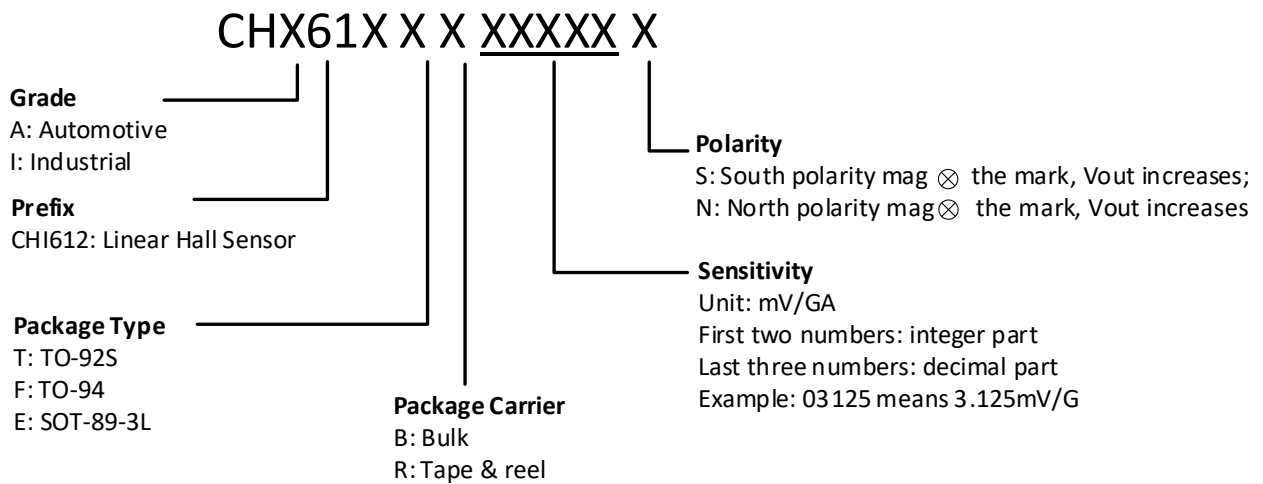 CHX61X X X XXXXX X
Grade
A: Automotive
I: Industrial
Prefix
CHI612: Linear Hall Sensor
Package Type
T: TO-92S
F: TO-94
E: SOT-89-3L
Package Carrier
B: Bulk
R: Tape & reel
Polarity
S: South polarity mag ⊗ the mark, Vout increases;
N: North polarity mag ⊗ the mark, Vout increases
Sensitivity
Unit: mV/GA
First two numbers: integer part
Last three numbers: decimal part
Example: 03125 means 3.125mV/G